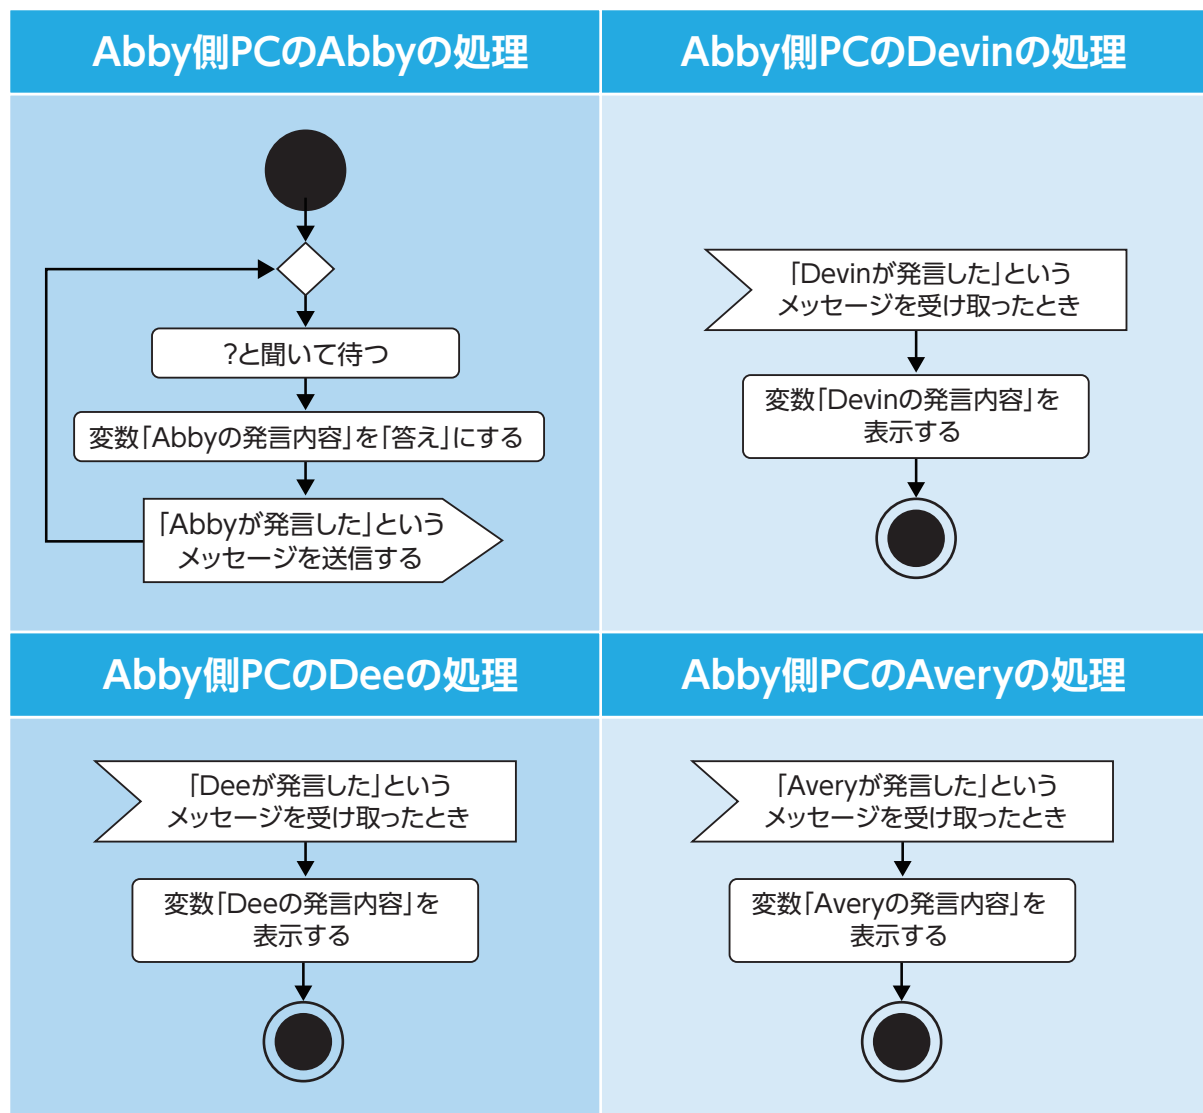 Abby側PCのAbbyの処理
Abby側PCのDevinの処理
?と聞いて待つ
変数「Abbyの発言内容」を「答え」にする
「Abbyが発言した」という
メッセージを送信する
「Devinが発言した」という
メッセージを受け取ったとき
変数「Devinの発言内容」を
表示する
Abby側PCのDeeの処理
Abby側PCのAveryの処理
「Deeが発言した」という
メッセージを受け取ったとき
変数「Deeの発言内容」を
表示する
「Averyが発言した」という
メッセージを受け取ったとき
変数「Averyの発言内容」を
表示する